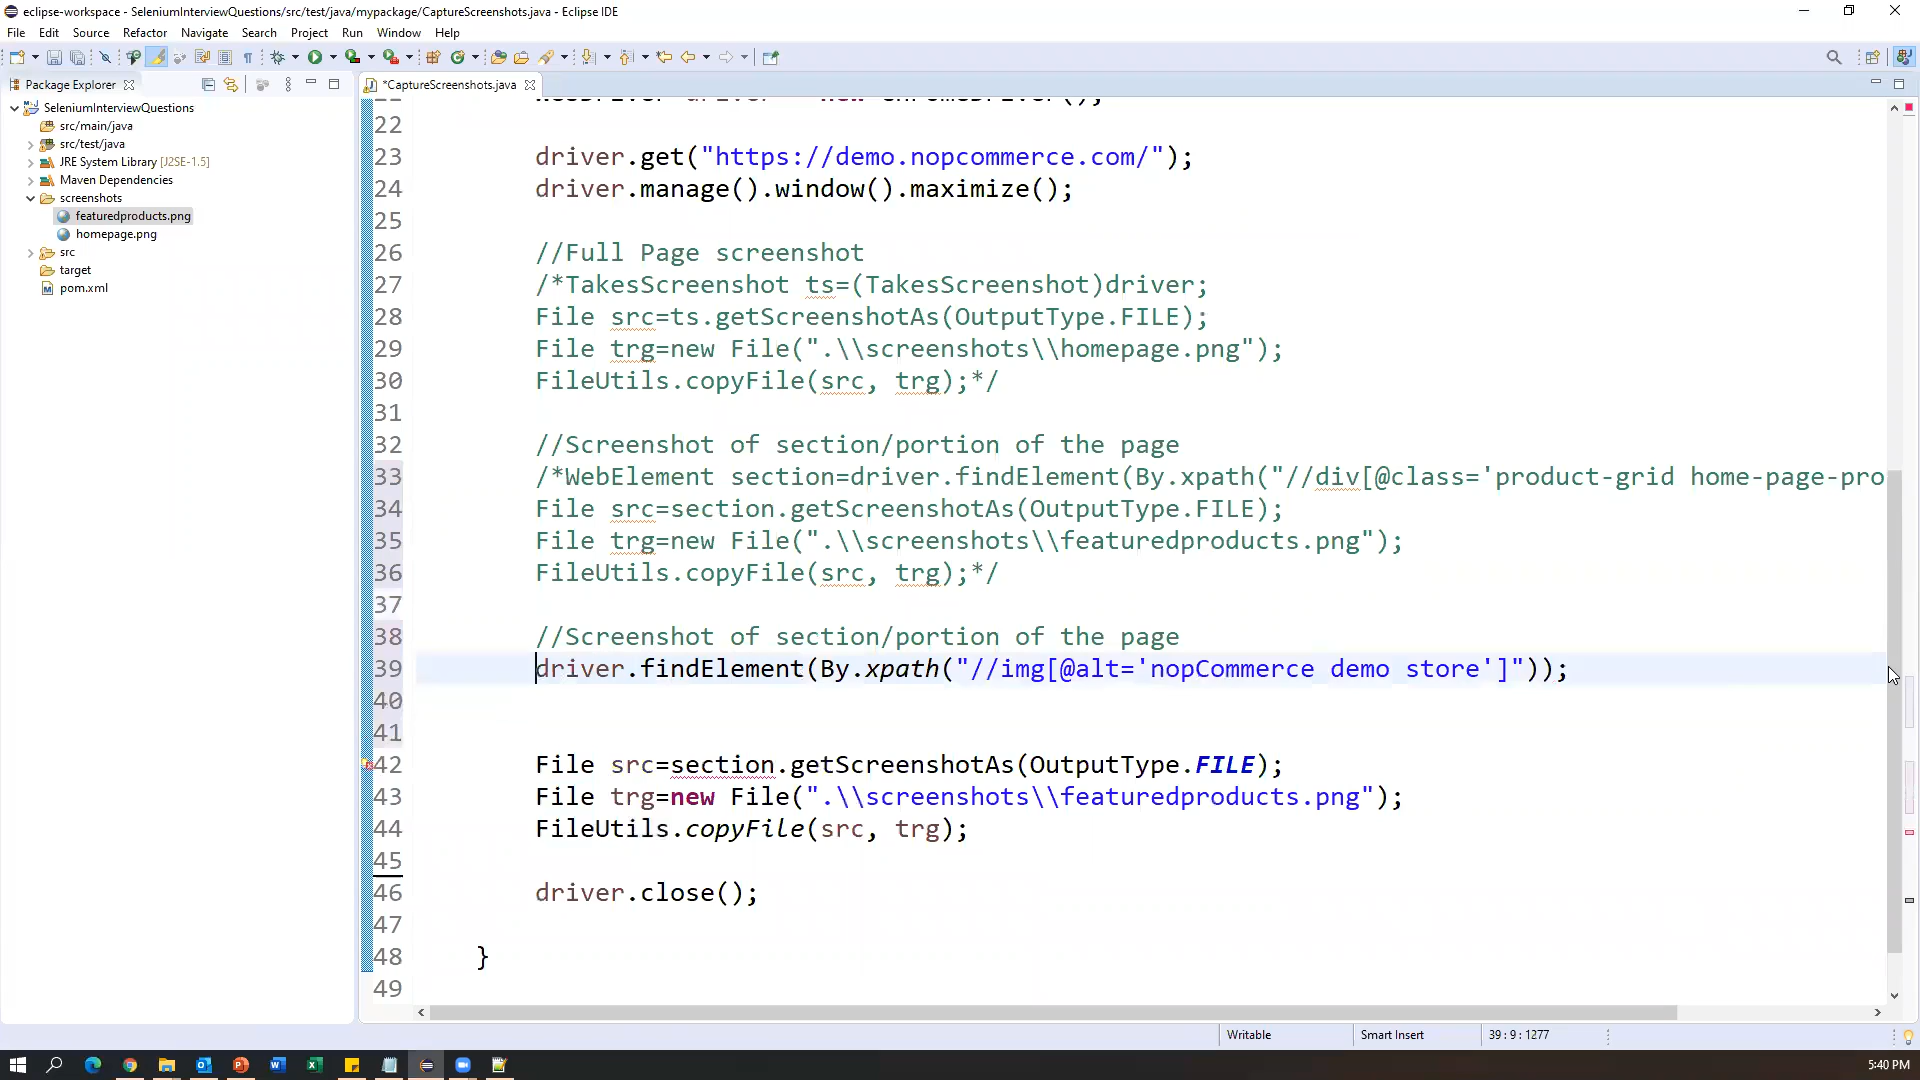 eclipse-workspace - SeleniumInterviewQuestions/src/test/java/mypackage/CaptureScreenshots.java - Eclipse IDE
File Edit Source Refactor Navigate Search Project Run Window Help
Package Explorer
*CaptureScreenshots.java
SeleniumInterviewQuestions
src/main/java
src/test/java
JRE System Library [J2SE-1.5]
Maven Dependencies
screenshots
featuredproducts.png
homepage.png
src
target
pom.xml
22
23 driver.get("https://demo.nopcommerce.com/");
24 driver.manage().window().maximize();
25
26 //Full Page screenshot
27 /*TakesScreenshot ts=(TakesScreenshot)driver;
28 File src=ts.getScreenshotAs(OutputType.FILE);
29 File trg=new File(".\\screenshots\\homepage.png");
30 FileUtils.copyFile(src, trg);*/
31
32 //Screenshot of section/portion of the page
33 /*WebElement section=driver.findElement(By.xpath("//div[@class='product-grid home-page-pro
34 File src=section.getScreenshotAs(OutputType.FILE);
35 File trg=new File(".\\screenshots\\featuredproducts.png");
36 FileUtils.copyFile(src, trg);*/
37
38 //Screenshot of section/portion of the page
39 driver.findElement(By.xpath("//img[@alt='nopCommerce demo store']"));
40
41
42 File src=section.getScreenshotAs(OutputType.FILE);
43 File trg=new File(".\\screenshots\\featuredproducts.png");
44 FileUtils.copyFile(src, trg);
45
46 driver.close();
47
48 }
49
Writable Smart Insert 39 : 9 : 1277
5:40 PM